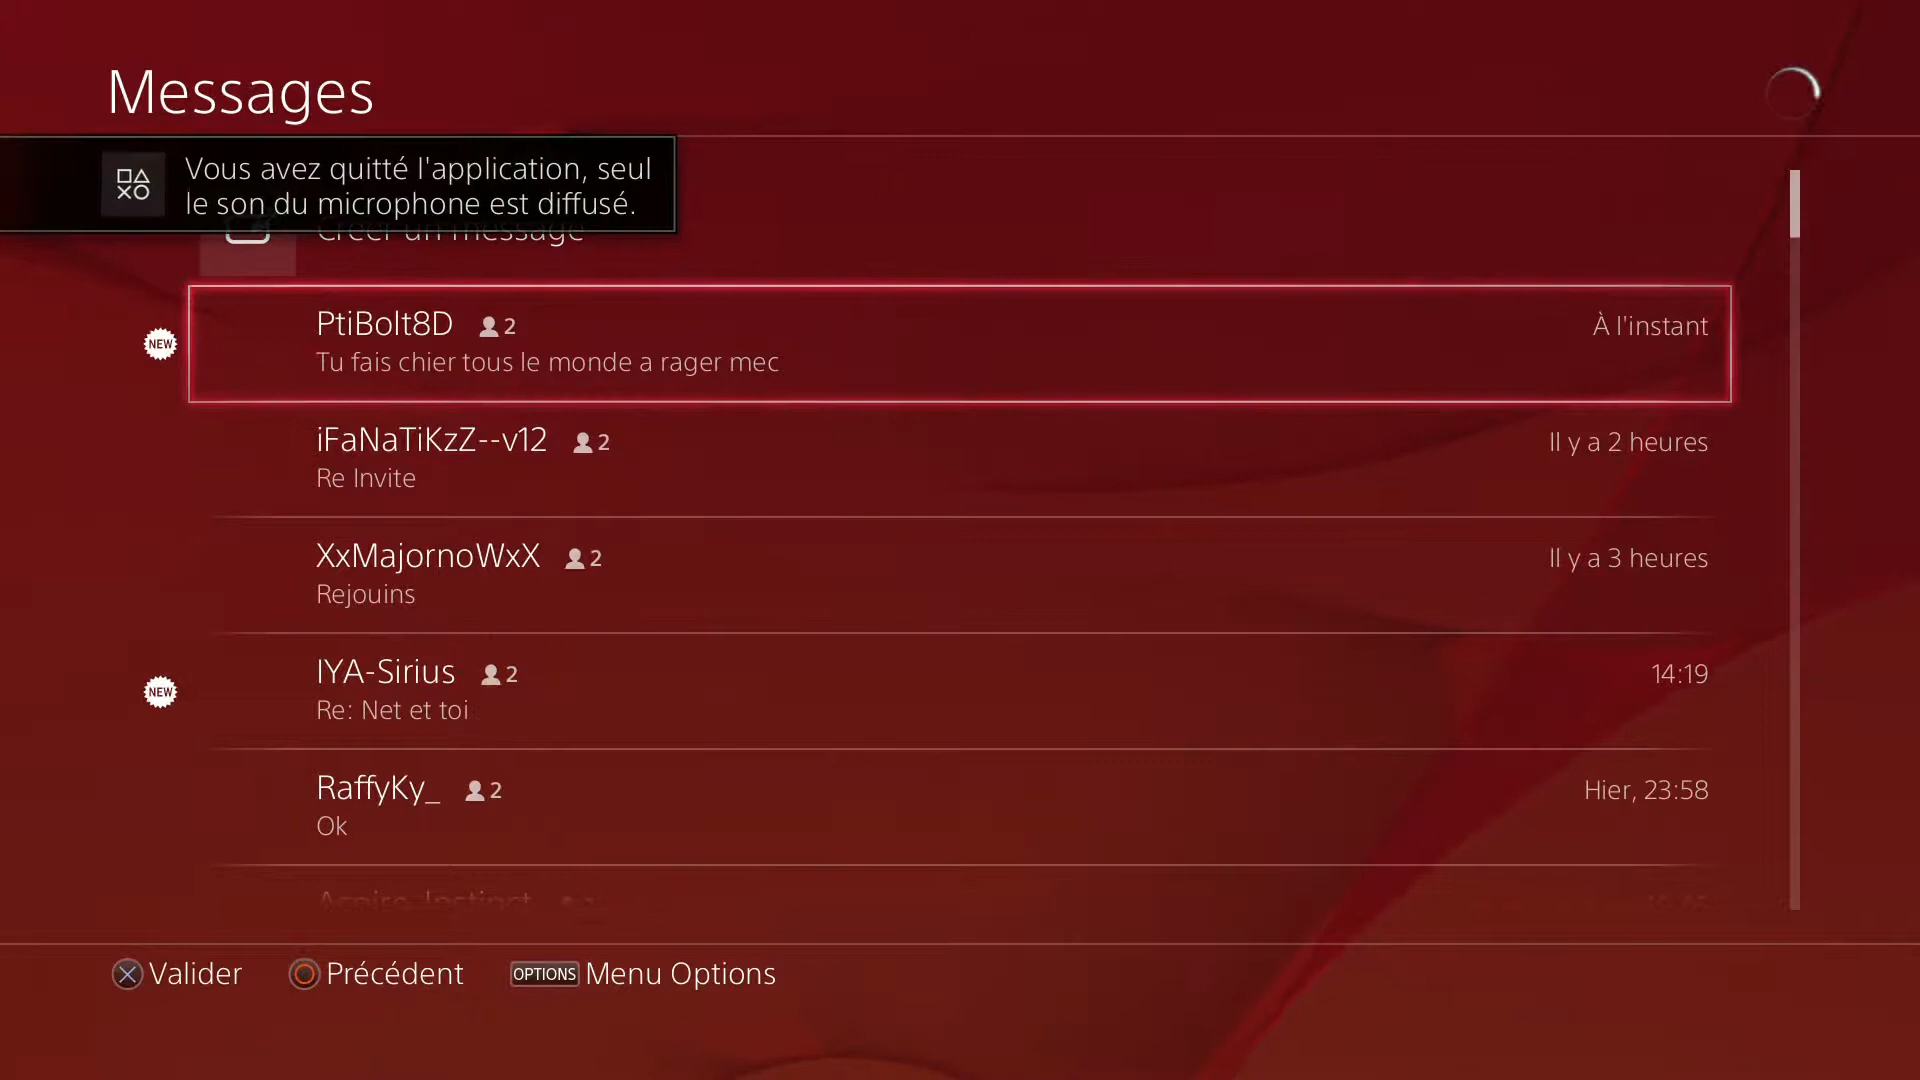 Messages
Vous avez quitté l'application, seul
le son du microphone est diffusé.
Créer un message
NEW
PtiBolt8D 2
À l'instant
Tu fais chier tous le monde a rager mec
iFaNaTiKzZ--v12 2
Il y a 2 heures
Re Invite
XxMajornoWxX 2
Il y a 3 heures
Rejouins
NEW
IYA-Sirius 2
14:19
Re: Net et toi
RaffyKy_ 2
Hier, 23:58
Ok
Valider
Précédent
OPTIONS Menu Options